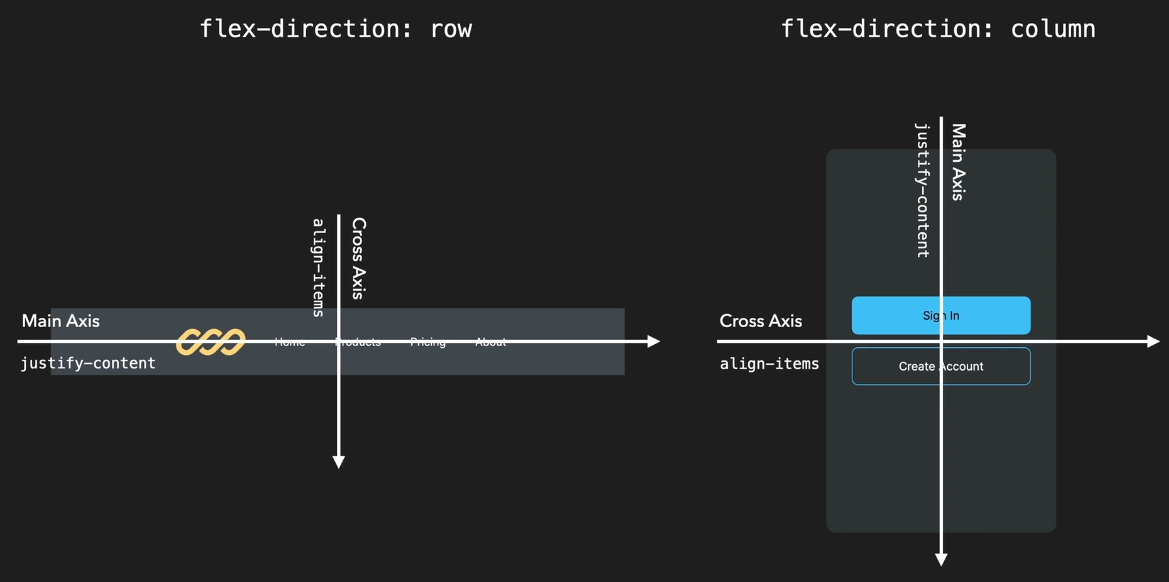 flex-direction: row
Main Axis
justify-content
Cross Axis
align-items
Home Products Pricing About
flex-direction: column
Main Axis
justify-content
Cross Axis
align-items
Sign In
Create Account